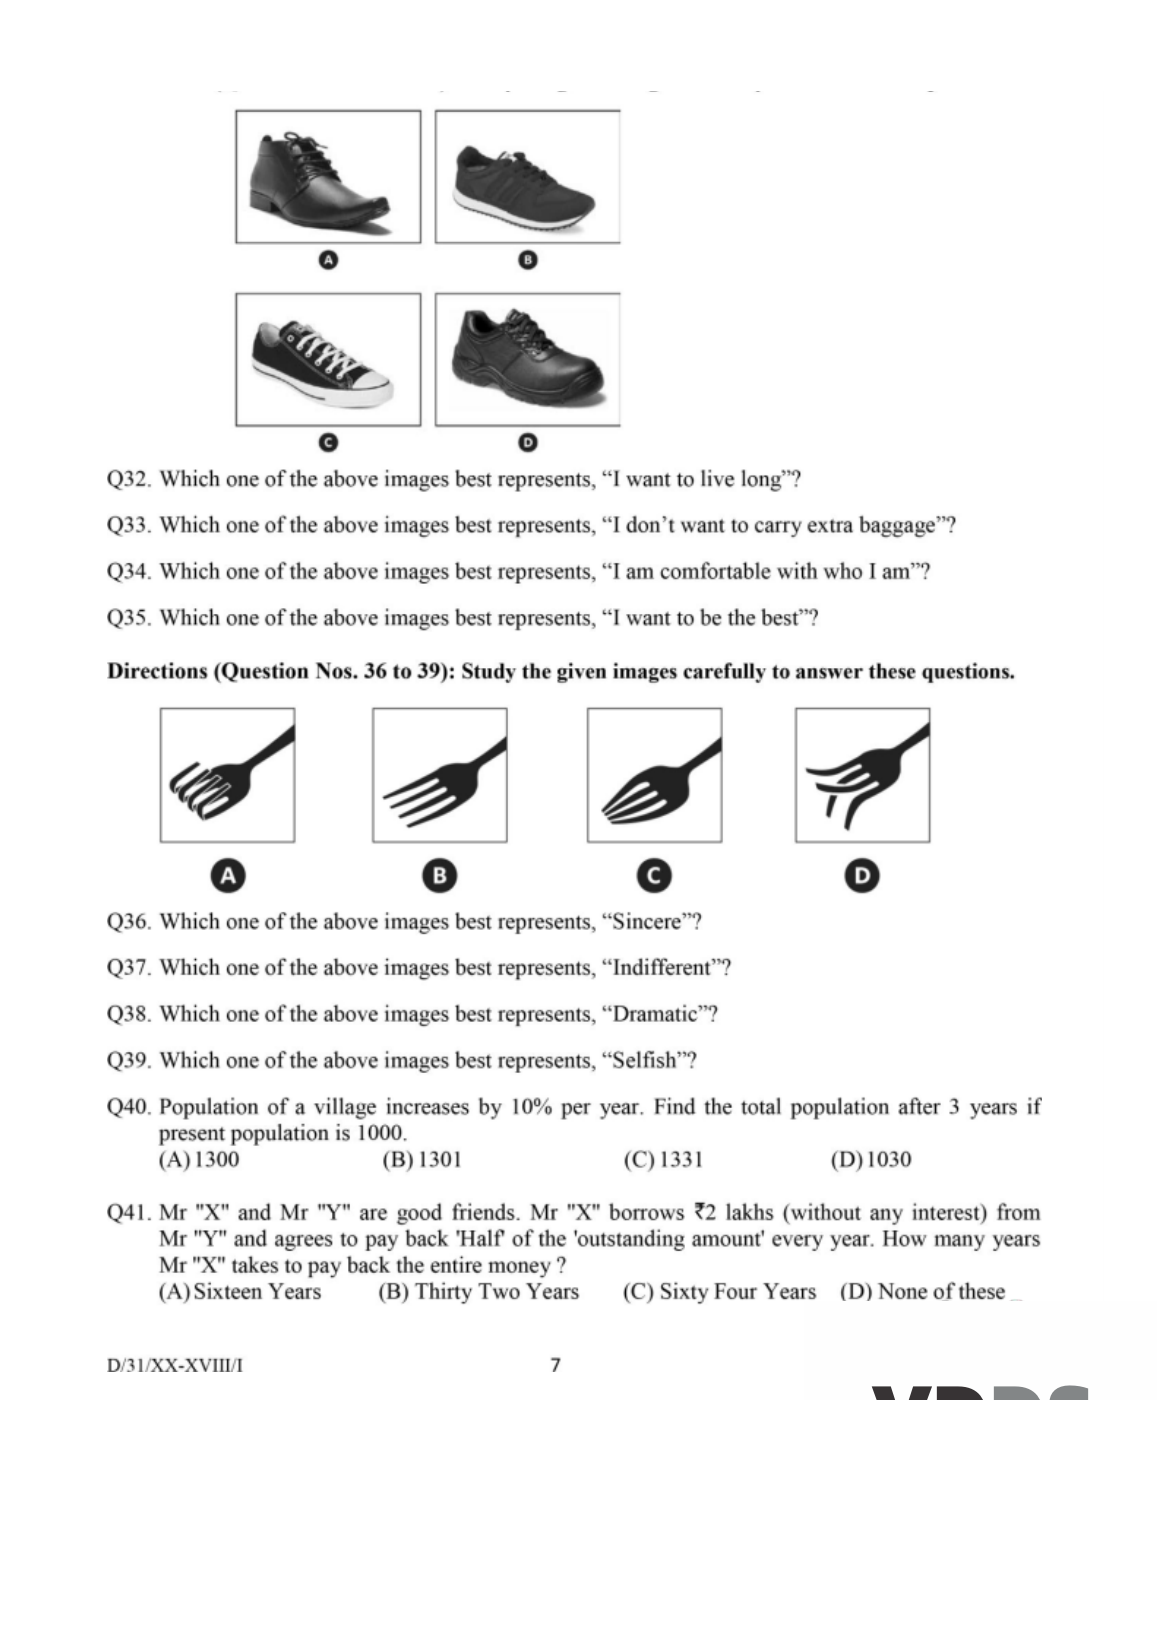 A
B
C
D
Q32. Which one of the above images best represents, “I want to live long”?
Q33. Which one of the above images best represents, “I don’t want to carry extra baggage”?
Q34. Which one of the above images best represents, “I am comfortable with who I am”?
Q35. Which one of the above images best represents, “I want to be the best”?
Directions (Question Nos. 36 to 39): Study the given images carefully to answer these questions.
A
B
C
D
Q36. Which one of the above images best represents, “Sincere”?
Q37. Which one of the above images best represents, “Indifferent”?
Q38. Which one of the above images best represents, “Dramatic”?
Q39. Which one of the above images best represents, “Selfish”?
Q40. Population of a village increases by 10% per year. Find the total population after 3 years if
present population is 1000.
(A) 1300 (B) 1301 (C) 1331 (D) 1030
Q41. Mr "X" and Mr "Y" are good friends. Mr "X" borrows ₹2 lakhs (without any interest) from
Mr "Y" and agrees to pay back 'Half' of the 'outstanding amount' every year. How many years
Mr "X" takes to pay back the entire money ?
(A) Sixteen Years (B) Thirty Two Years (C) Sixty Four Years (D) None of these
D/31/XX-XVIII/I 7